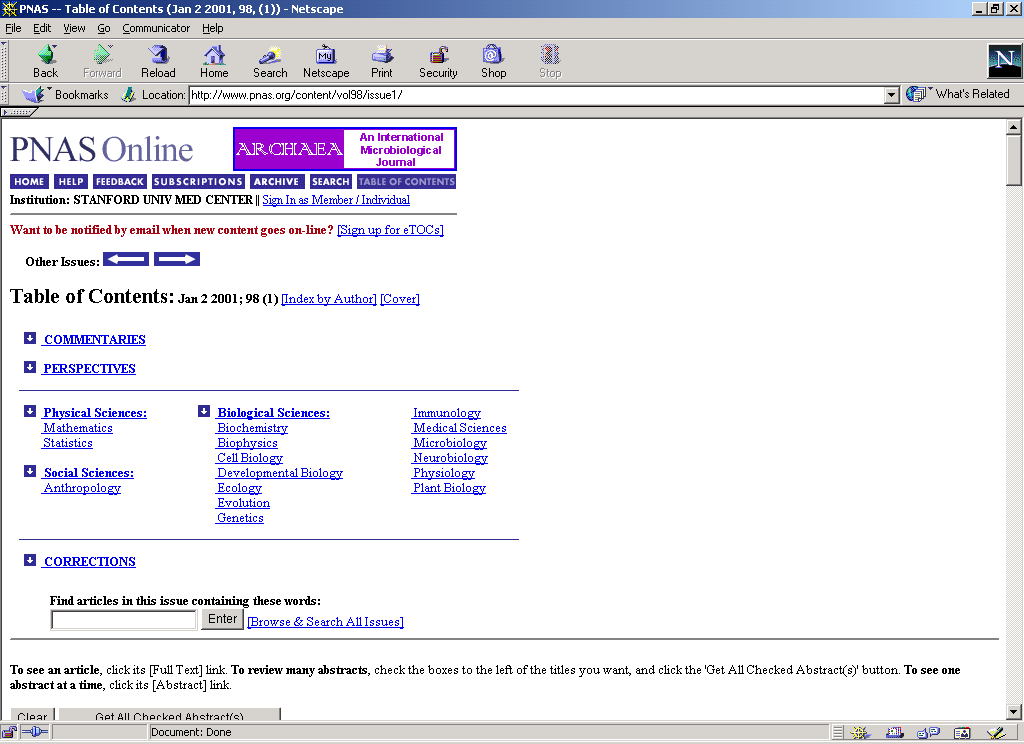 PNAS -- Table of Contents (Jan 2 2001, 98, (1)) - Netscape
File Edit View Go Communicator Help
Back Forward Reload Home Search Netscape Print Security Shop Stop
My
N
Bookmarks Location: http://www.pnas.org/content/vol98/issue1/ What's Related
PNAS Online
ARCHAEA An International
Microbiological
Journal
HOME HELP FEEDBACK SUBSCRIPTIONS ARCHIVE SEARCH TABLE OF CONTENTS
Institution: STANFORD UNIV MED CENTER || Sign In as Member / Individual
Want to be notified by email when new content goes on-line? [Sign up for eTOCs]
Other Issues:
Table of Contents: Jan 2 2001; 98 (1) [Index by Author] [Cover]
COMMENTARIES
PERSPECTIVES
Physical Sciences:
Mathematics
Statistics
Social Sciences:
Anthropology
Biological Sciences:
Biochemistry
Biophysics
Cell Biology
Developmental Biology
Ecology
Evolution
Genetics
Immunology
Medical Sciences
Microbiology
Neurobiology
Physiology
Plant Biology
CORRECTIONS
Find articles in this issue containing these words:
Enter [Browse & Search All Issues]
To see an article, click its [Full Text] link. To review many abstracts, check the boxes to the left of the titles you want, and click the 'Get All Checked Abstract(s)' button. To see one
abstract at a time, click its [Abstract] link.
Clear Get All Checked Abstract(s)
Document: Done